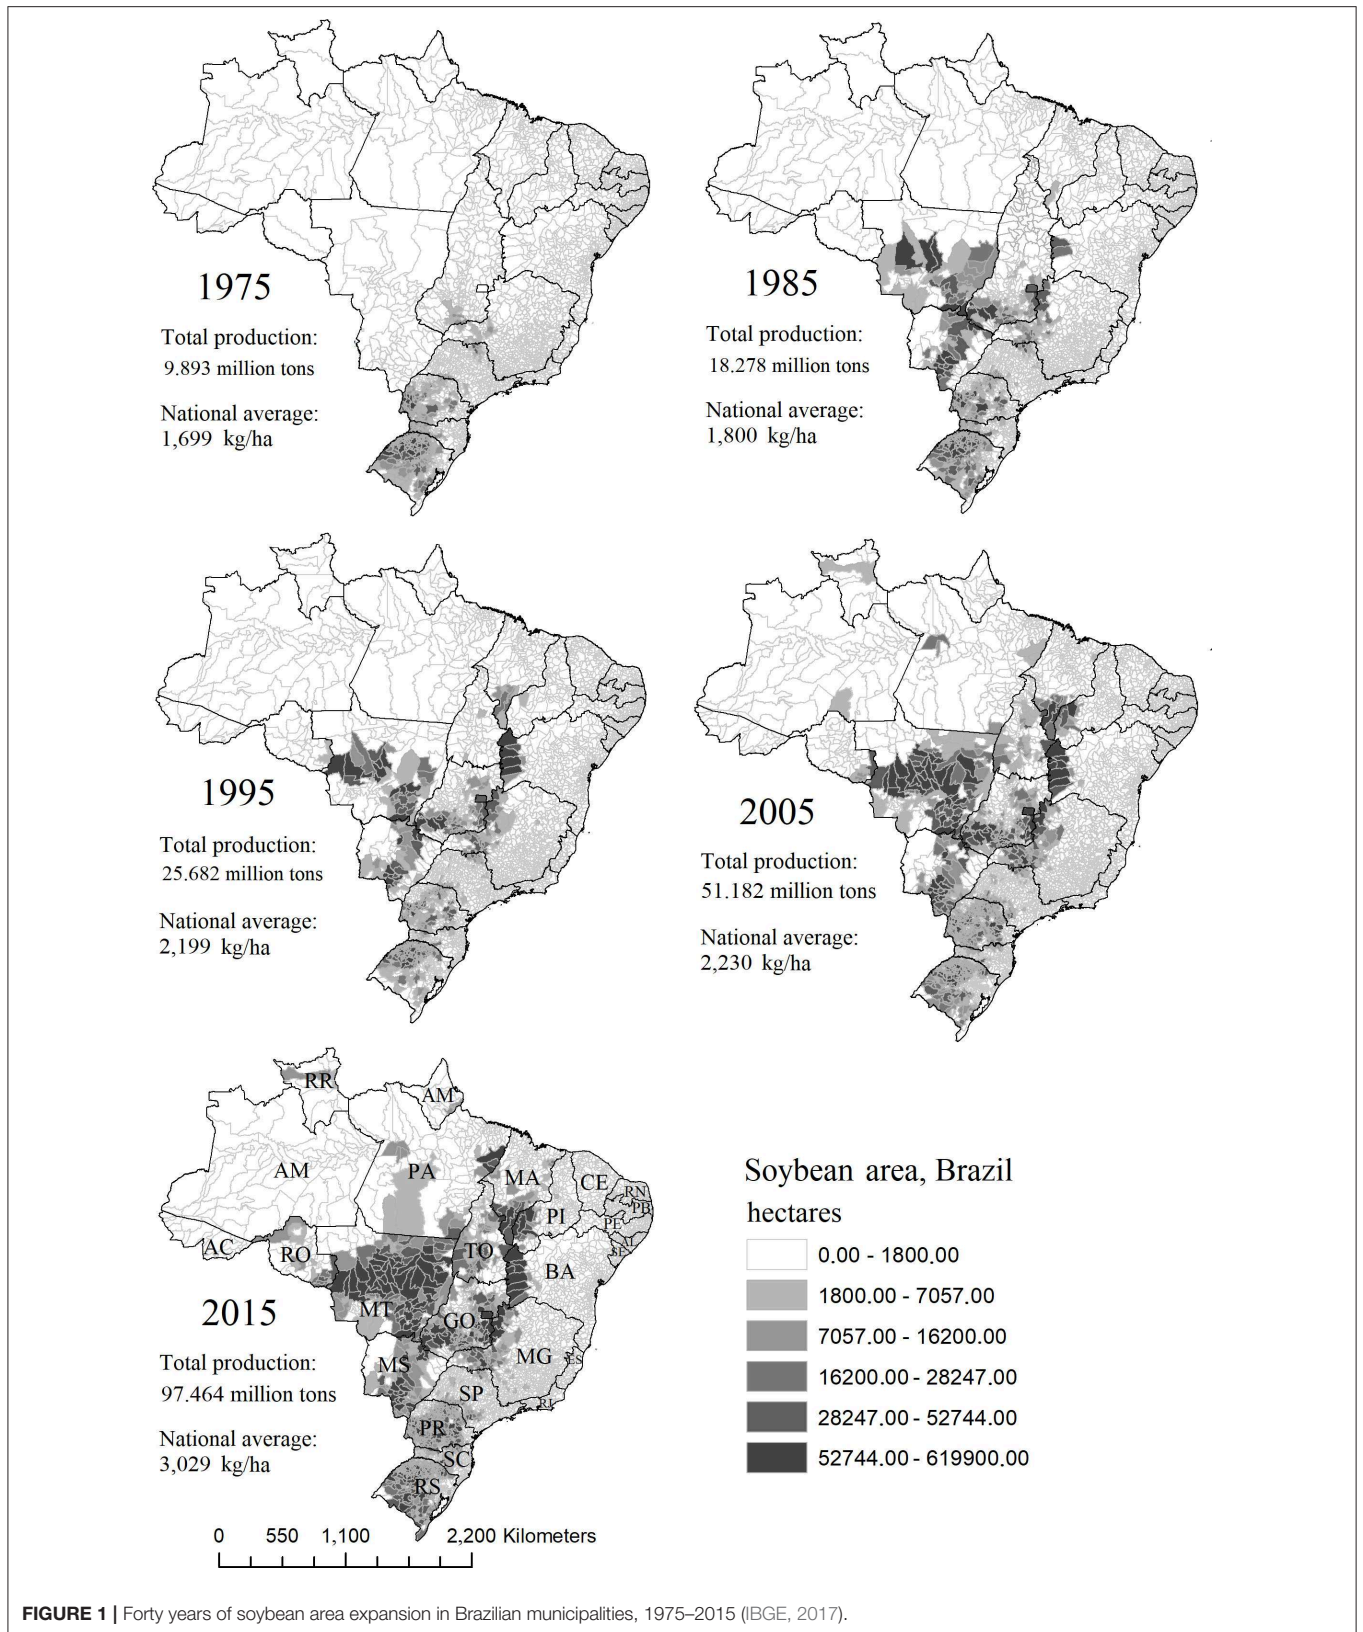 1975
Total production:
9.893 million tons
National average:
1,699 kg/ha
1985
Total production:
18.278 million tons
National average:
1,800 kg/ha
1995
Total production:
25.682 million tons
National average:
2,199 kg/ha
2005
Total production:
51.182 million tons
National average:
2,230 kg/ha
RR
AM
AM
PA
MA
CE
RN
PB
PI
PE
AL
SE
AC
RO
TO
BA
2015
MT
GO
MS
MG
ES
Total production:
97.464 million tons
SP
RJ
PR
National average:
3,029 kg/ha
SC
RS
0 550 1,100 2,200 Kilometers
Soybean area, Brazil
hectares
0.00 - 1800.00
1800.00 - 7057.00
7057.00 - 16200.00
16200.00 - 28247.00
28247.00 - 52744.00
52744.00 - 619900.00
FIGURE 1 | Forty years of soybean area expansion in Brazilian municipalities, 1975–2015 (IBGE, 2017).